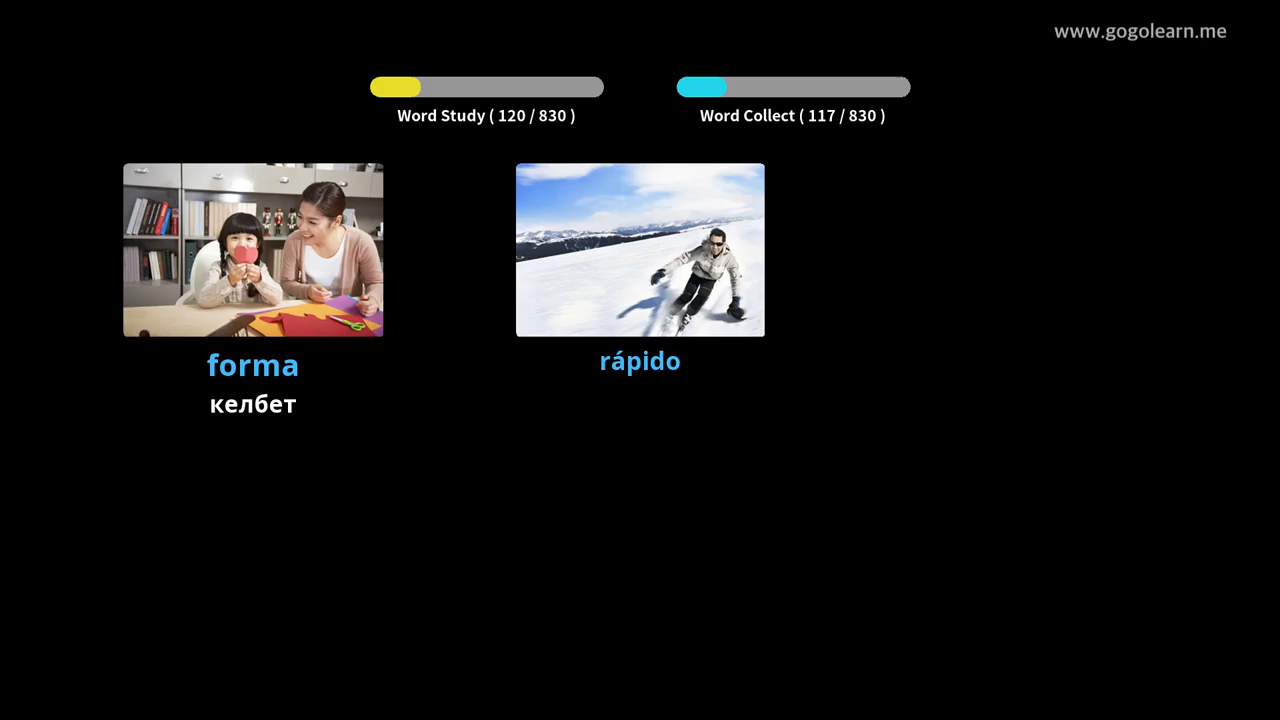 www.gogolearn.me
Word Study ( 120 / 830 )
Word Collect ( 117 / 830 )
forma
келбет
rápido